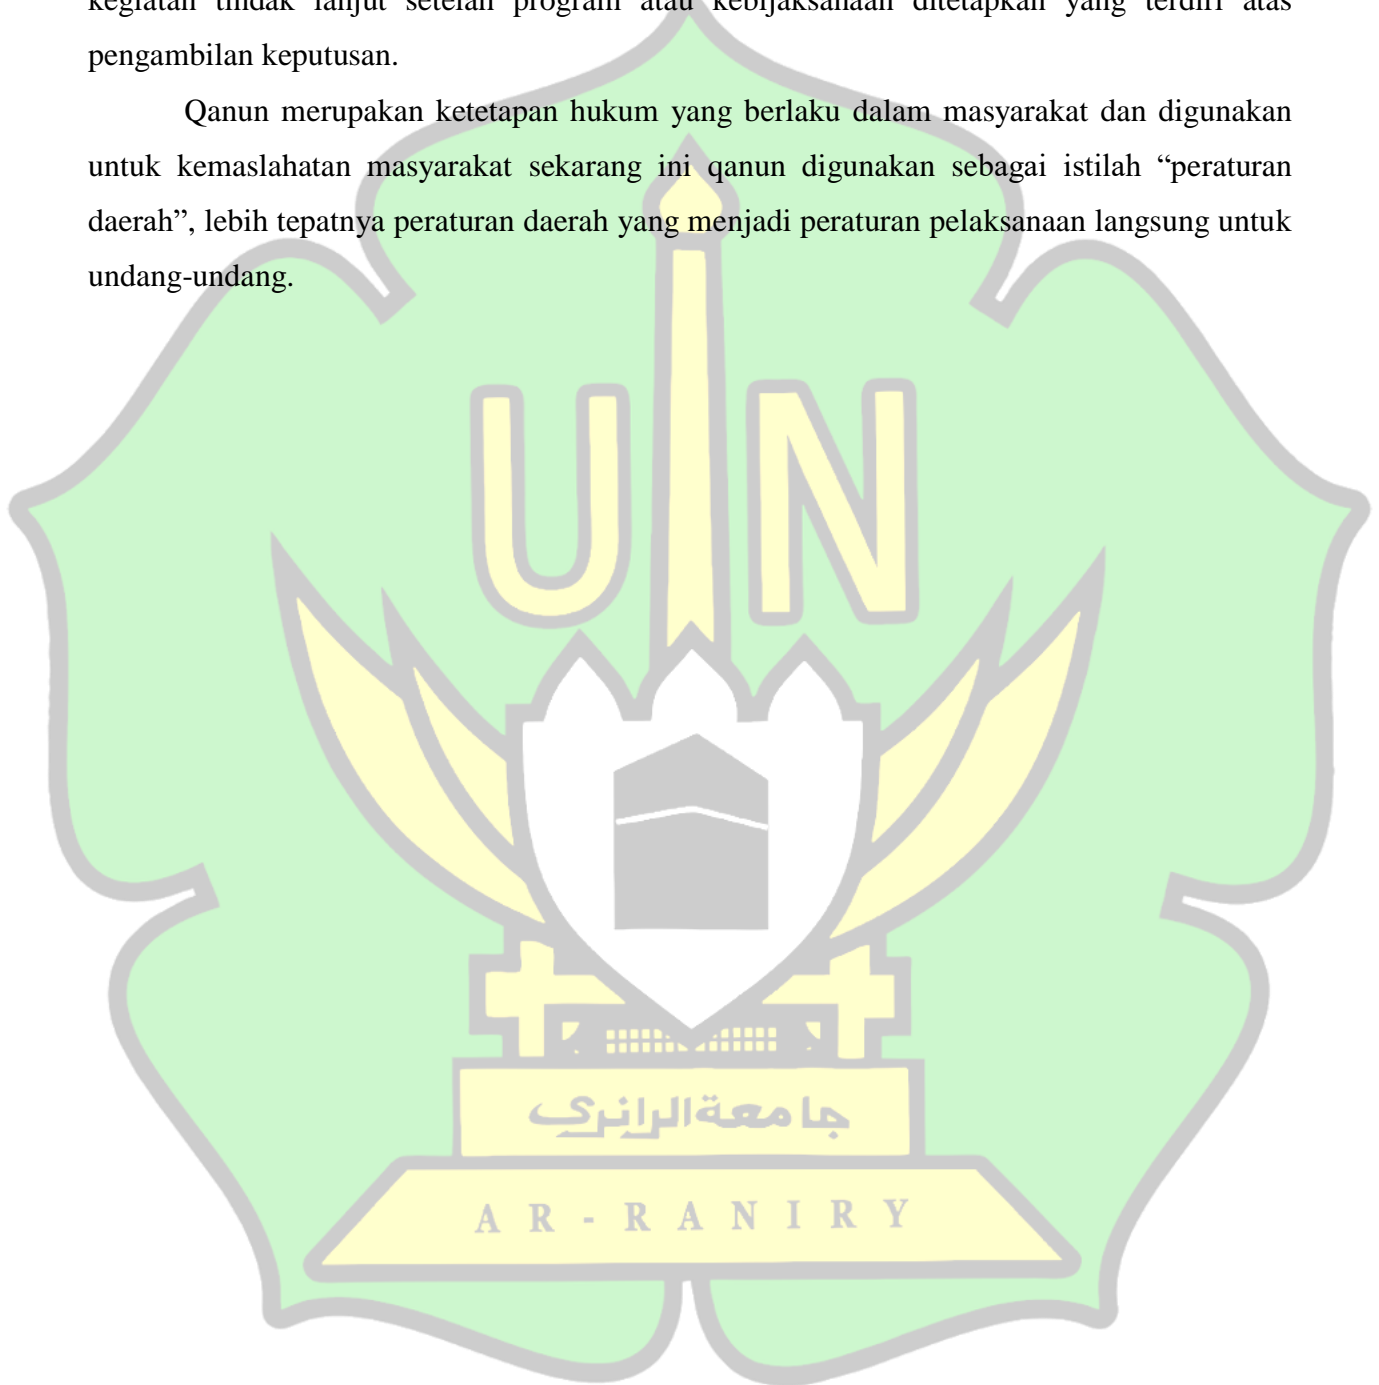 kegiatan tindak lanjut setelah program atau kebijaksanaan ditetapkan yang terdiri atas
pengambilan keputusan.
Qanun merupakan ketetapan hukum yang berlaku dalam masyarakat dan digunakan
untuk kemaslahatan masyarakat sekarang ini qanun digunakan sebagai istilah “peraturan
daerah”, lebih tepatnya peraturan daerah yang menjadi peraturan pelaksanaan langsung untuk
undang-undang.
UIN
جامعة الرانري
AR-RANIRY